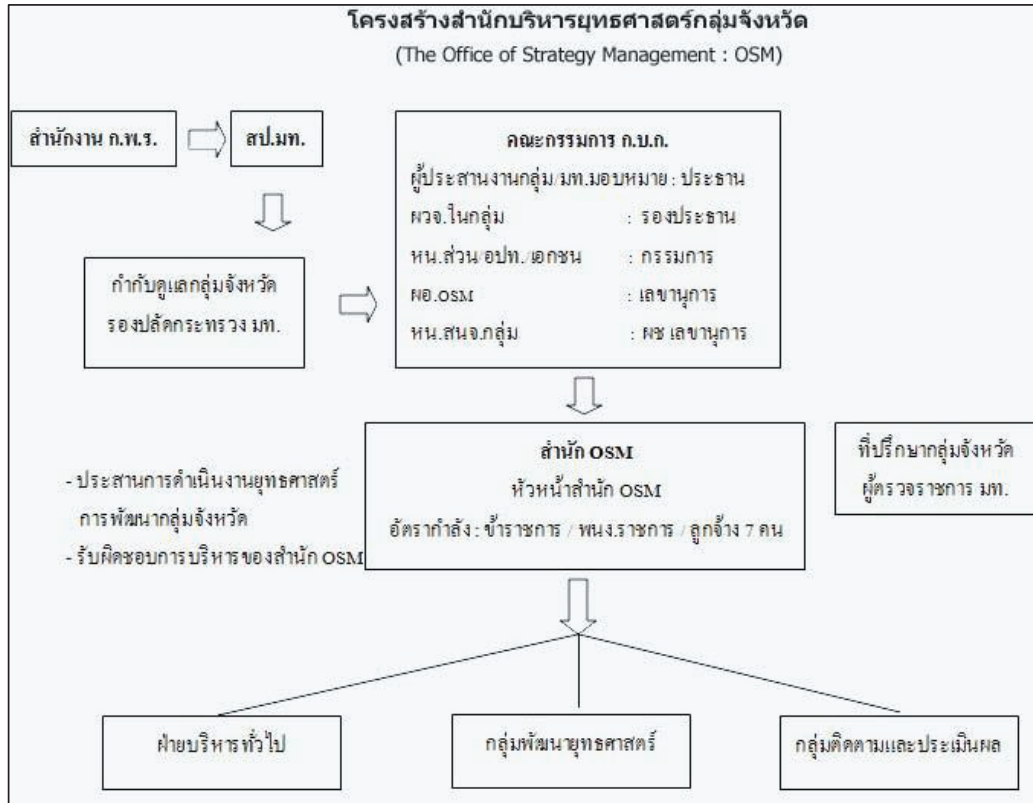 โครงสร้างสำนักบริหารยุทธศาสตร์กลุ่มจังหวัด
(The Office of Strategy Management : OSM)
สำนักงาน ก.พ.ร.
สป.มท.
กำกับดูแลกลุ่มจังหวัด
รองปลัดกระทรวง มท.
คณะกรรมการ ก.บ.ก.
ผู้ประสานงานกลุ่ม/มท.มอบหมาย : ประธาน
ผวจ.ในกลุ่ม : รองประธาน
หน.ส่วน/อปท./เอกชน : กรรมการ
ผอ.OSM : เลขานุการ
หน.สนจ.กลุ่ม : ผช เลขานุการ
- ประสานการดำเนินงานยุทธศาสตร์
การพัฒนากลุ่มจังหวัด
- รับผิดชอบการบริหารของสำนัก OSM
สำนัก OSM
หัวหน้าสำนัก OSM
อัตรากำลัง : ข้าราชการ / พนง.ราชการ / ลูกจ้าง 7 คน
ที่ปรึกษากลุ่มจังหวัด
ผู้ตรวจราชการ มท.
ฝ่ายบริหารทั่วไป
กลุ่มพัฒนายุทธศาสตร์
กลุ่มติดตามและประเมินผล